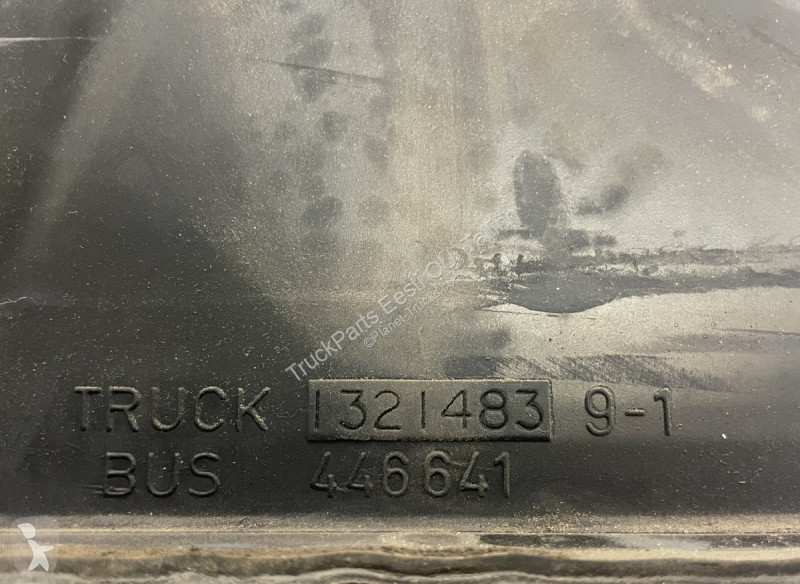 TruckParts Eesti OÜ
TRUCK 1321483 9-1
BUS 446641